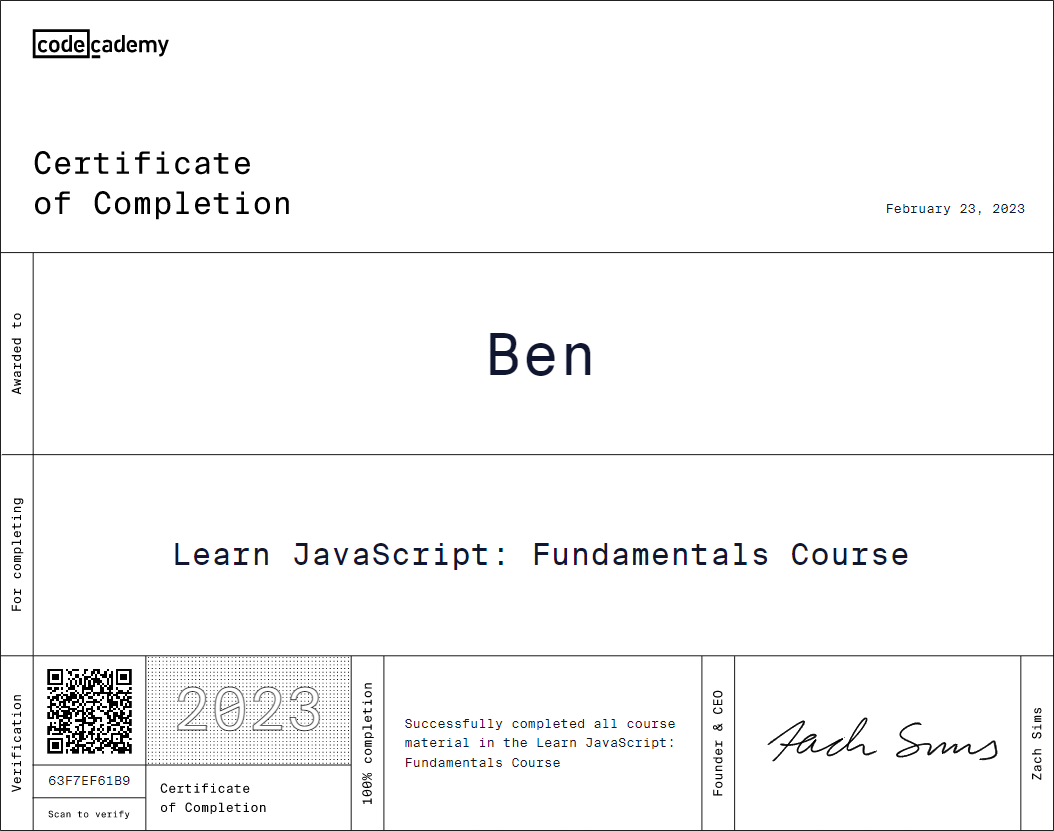 codecademy
Certificate
of Completion
February 23, 2023
Awarded to
Ben
For completing
Learn JavaScript: Fundamentals Course
Verification
63F7EF61B9
Scan to verify
2023
Certificate
of Completion
100% completion
Successfully completed all course
material in the Learn JavaScript:
Fundamentals Course
Founder & CEO
Zach Sims
Zach Sims